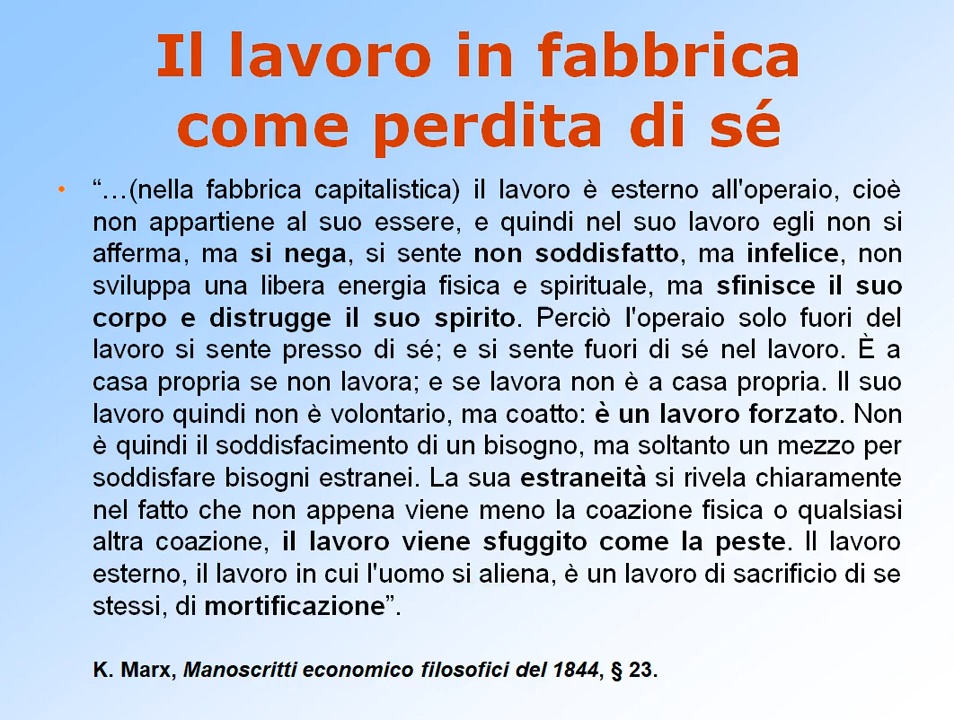 Il lavoro in fabbrica
come perdita di sé
• “…(nella fabbrica capitalistica) il lavoro è esterno all'operaio, cioè
non appartiene al suo essere, e quindi nel suo lavoro egli non si
afferma, ma si nega, si sente non soddisfatto, ma infelice, non
sviluppa una libera energia fisica e spirituale, ma sfinisce il suo
corpo e distrugge il suo spirito. Perciò l'operaio solo fuori del
lavoro si sente presso di sé; e si sente fuori di sé nel lavoro. È a
casa propria se non lavora; e se lavora non è a casa propria. Il suo
lavoro quindi non è volontario, ma coatto: è un lavoro forzato. Non
è quindi il soddisfacimento di un bisogno, ma soltanto un mezzo per
soddisfare bisogni estranei. La sua estraneità si rivela chiaramente
nel fatto che non appena viene meno la coazione fisica o qualsiasi
altra coazione, il lavoro viene sfuggito come la peste. Il lavoro
esterno, il lavoro in cui l'uomo si aliena, è un lavoro di sacrificio di se
stessi, di mortificazione”.
K. Marx, Manoscritti economico filosofici del 1844, § 23.